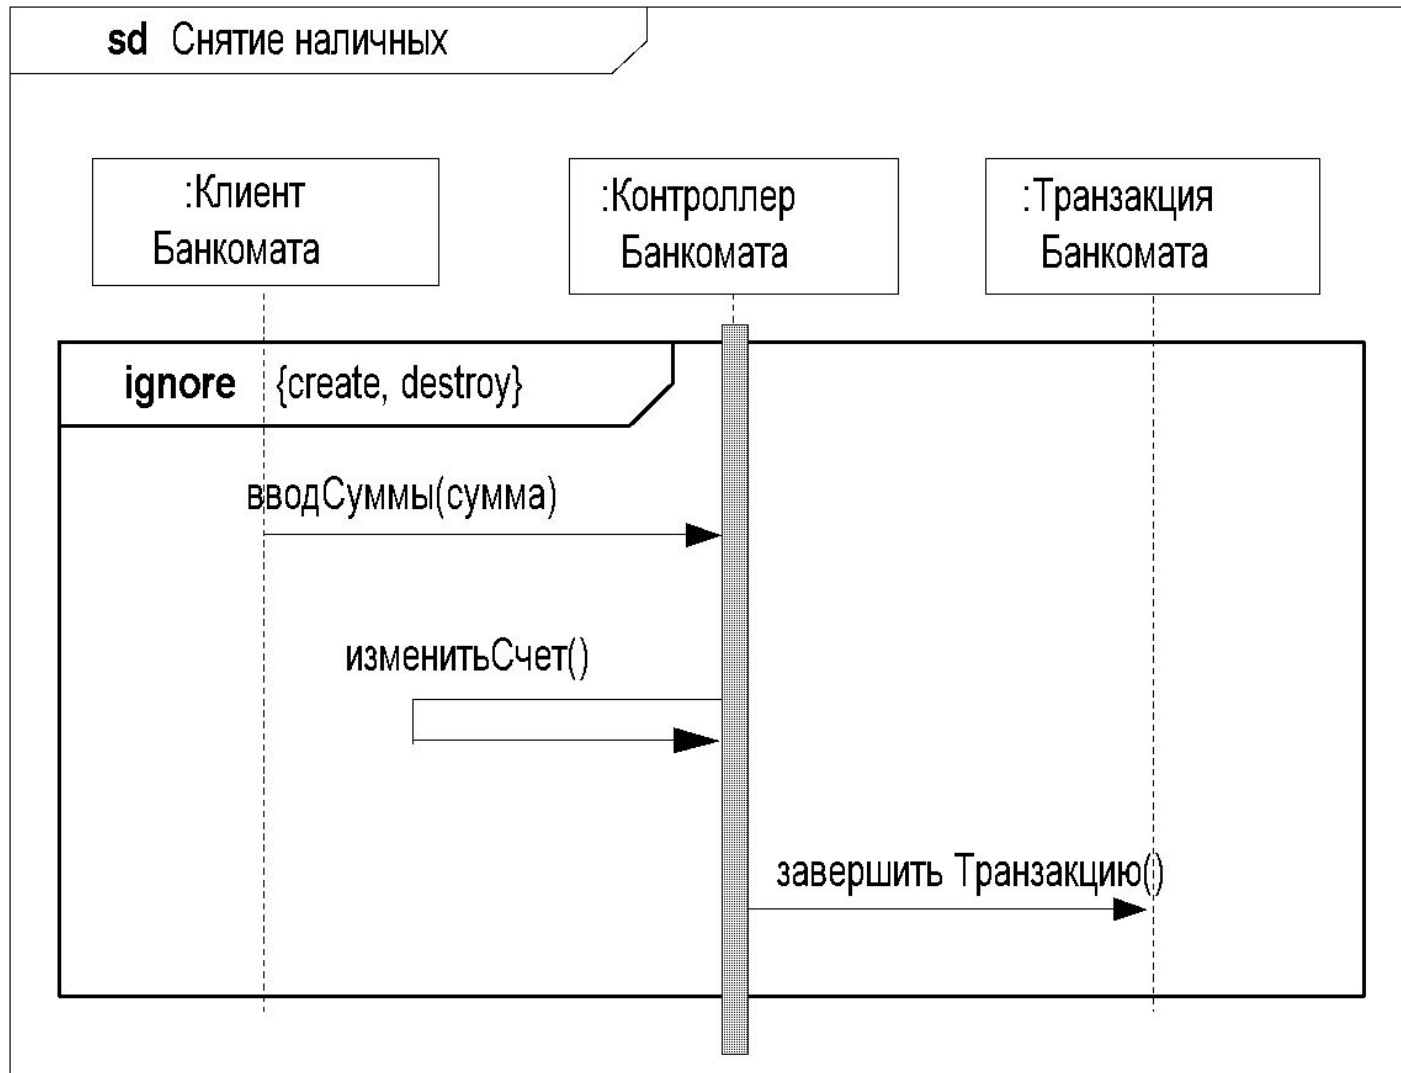 sd Снятие наличных
:Клиент
Банкомата
:Контроллер
Банкомата
:Транзакция
Банкомата
ignore {create, destroy}
вводСуммы(сумма)
изменитьСчет()
завершить Транзакцию()